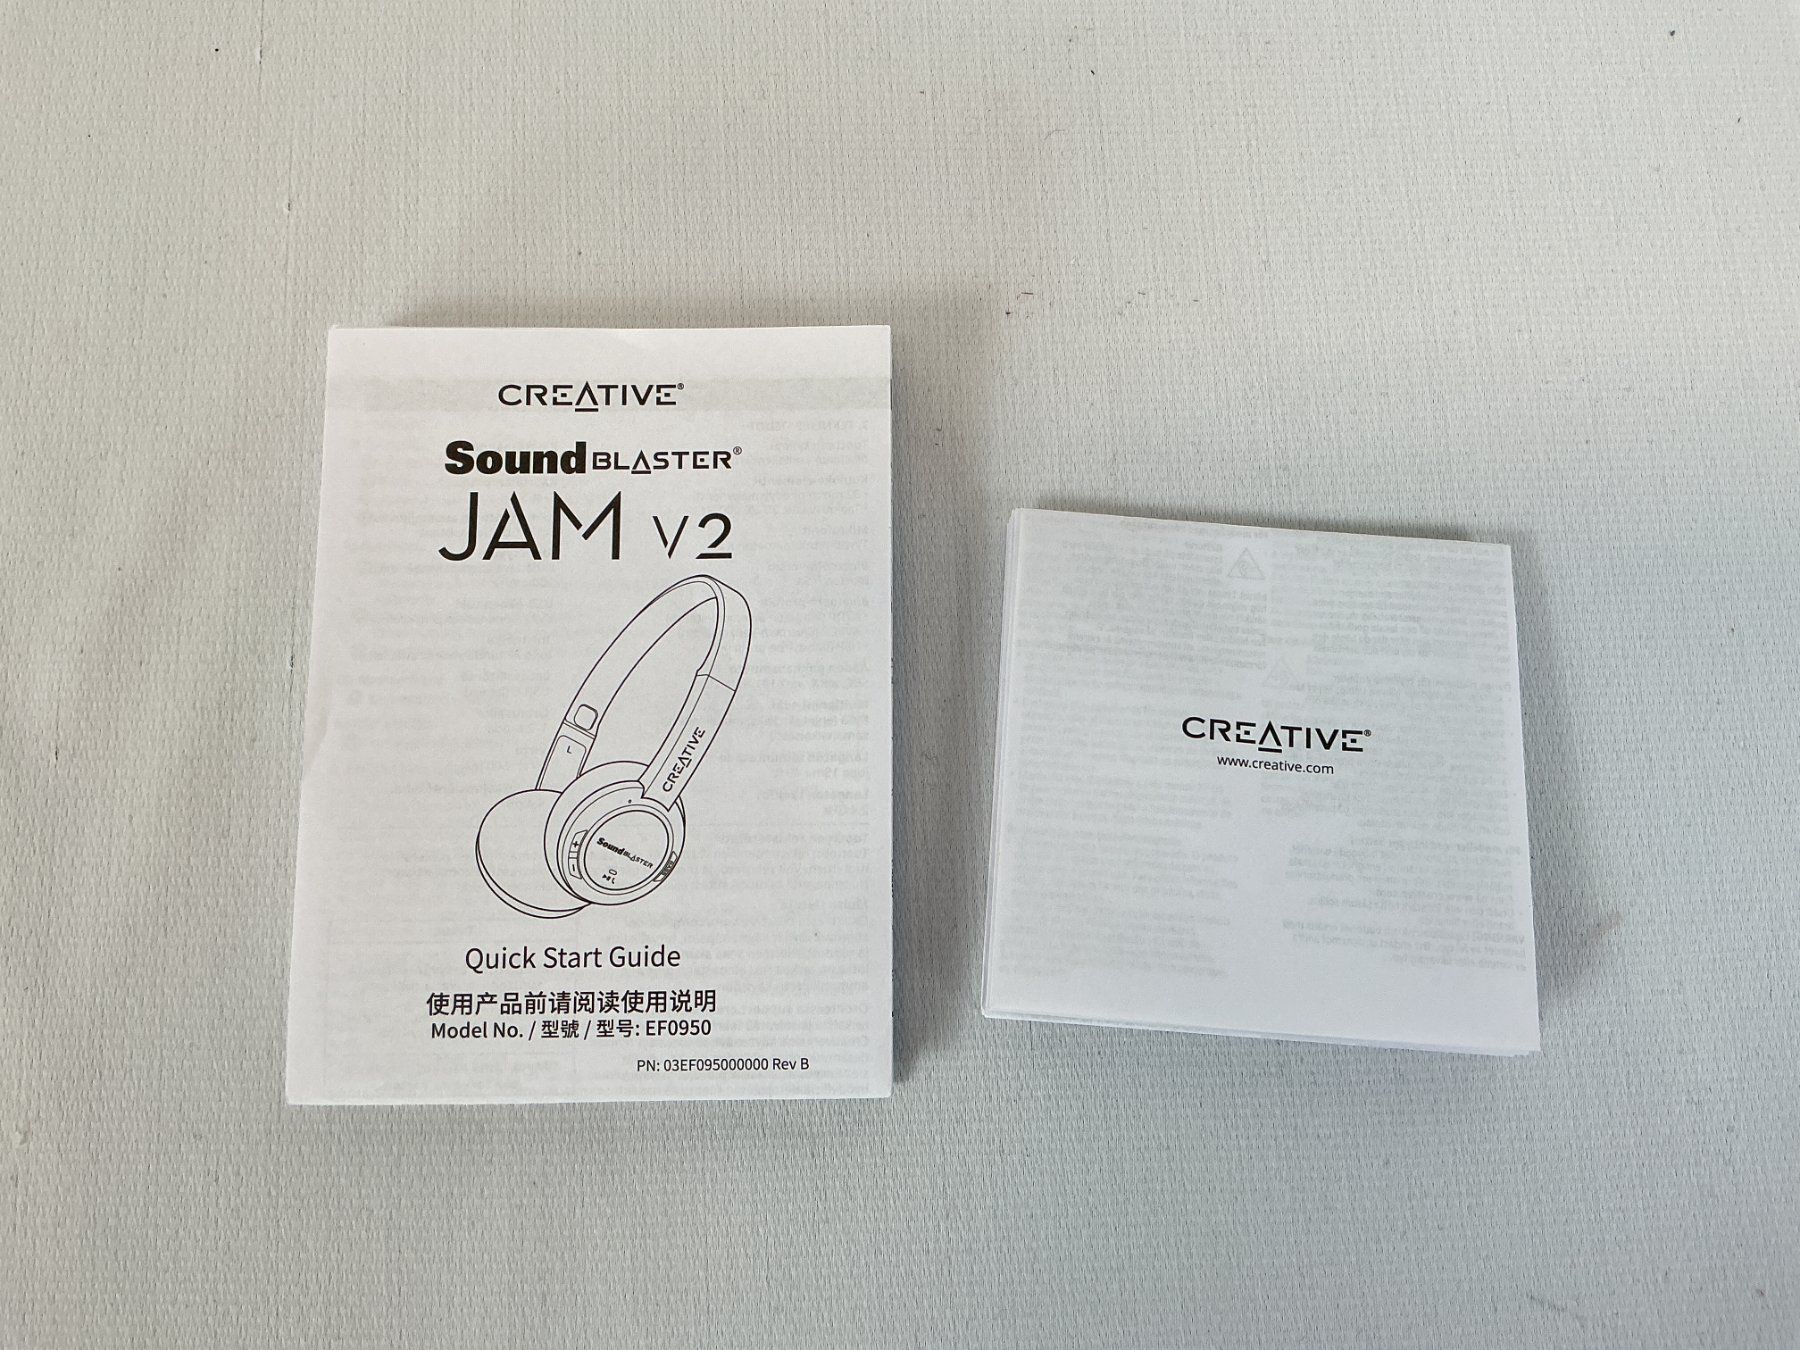 CREATIVE®
Sound BLASTER®
JAM V2
L
CREATIVE
Sound BLASTER
Quick Start Guide
使用产品前请阅读使用说明
Model No. / 型號 / 型号: EF0950
PN: 03EF095000000 Rev B
CREATIVE®
www.creative.com